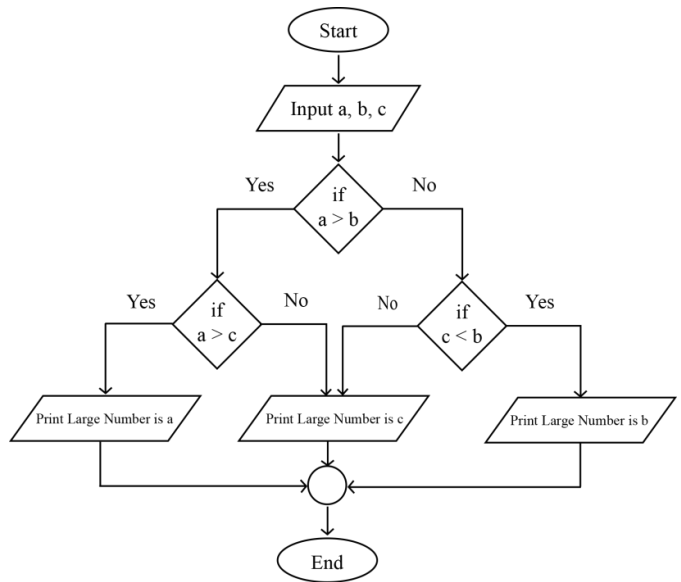 Start
Input a, b, c
Yes
No
if
a > b
Yes
No
No
Yes
if
a > c
if
c < b
Print Large Number is a
Print Large Number is c
Print Large Number is b
End